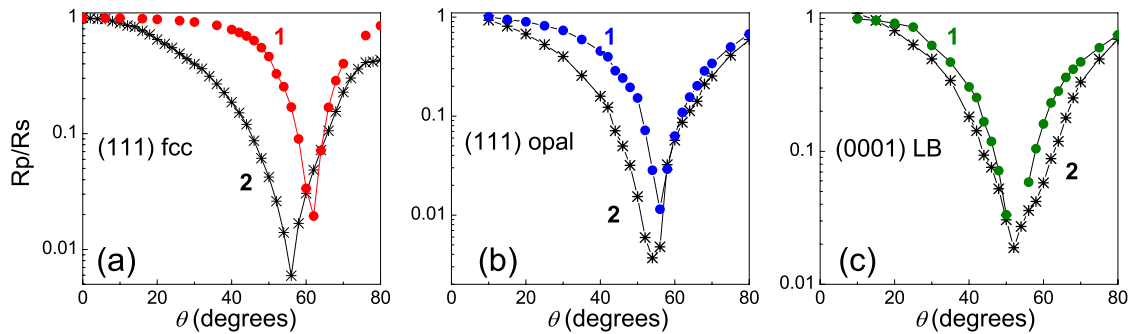 Rp/Rs
1
0.1
0.01
1
2
(111) fcc
(a)
0 20 40 60 80
θ (degrees)
1
0.1
0.01
1
2
(111) opal
(b)
0 20 40 60 80
θ (degrees)
1
0.1
0.01
1
2
(0001) LB
(c)
0 20 40 60 80
θ (degrees)